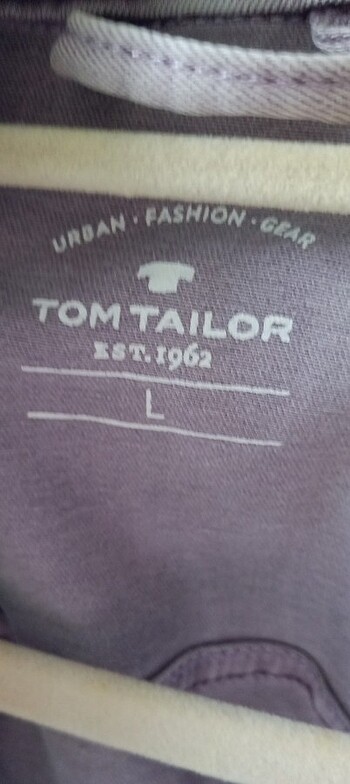 URBAN · FASHION · GEAR
TOM TAILOR
EST. 1962
L